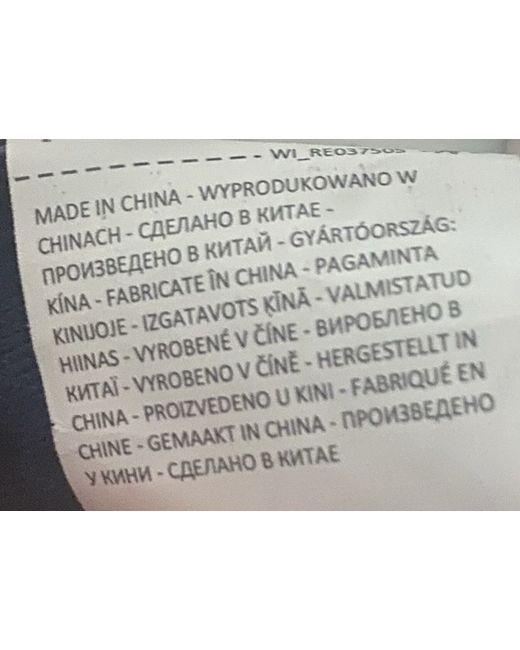 MADE IN CHINA - WYPRODUKOWANO W
CHINACH - СДЕЛАНО В КИТАЕ -
ПРОИЗВЕДЕНО В КИТАЙ - GYÁRTÓORSZÁG:
KÍNA - FABRICATE ÎN CHINA - PAGAMINTA
KINIJOJE - IZGATAVOTS ĶĪNĀ - VALMISTATUD
HIINAS - VYROBENÉ V ČÍNE - ВИРОБЛЕНО В
КИТАЇ - VYROBENO V ČÍNĚ - HERGESTELLT IN
CHINA - PROIZVEDENO U KINI - FABRIQUÉ EN
CHINE - GEMAAKT IN CHINA - ПРОИЗВЕДЕНО
У КИНИ - СДЕЛАНО В КИТАЕ